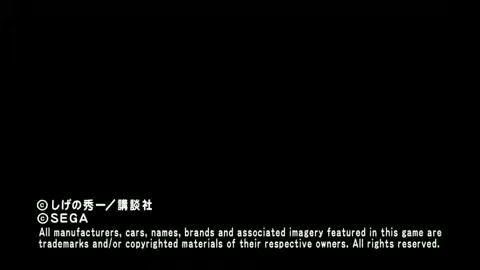 ©しげの秀一／講談社
©SEGA
All manufacturers, cars, names, brands and associated imagery featured in this game are
trademarks and/or copyrighted materials of their respective owners. All rights reserved.